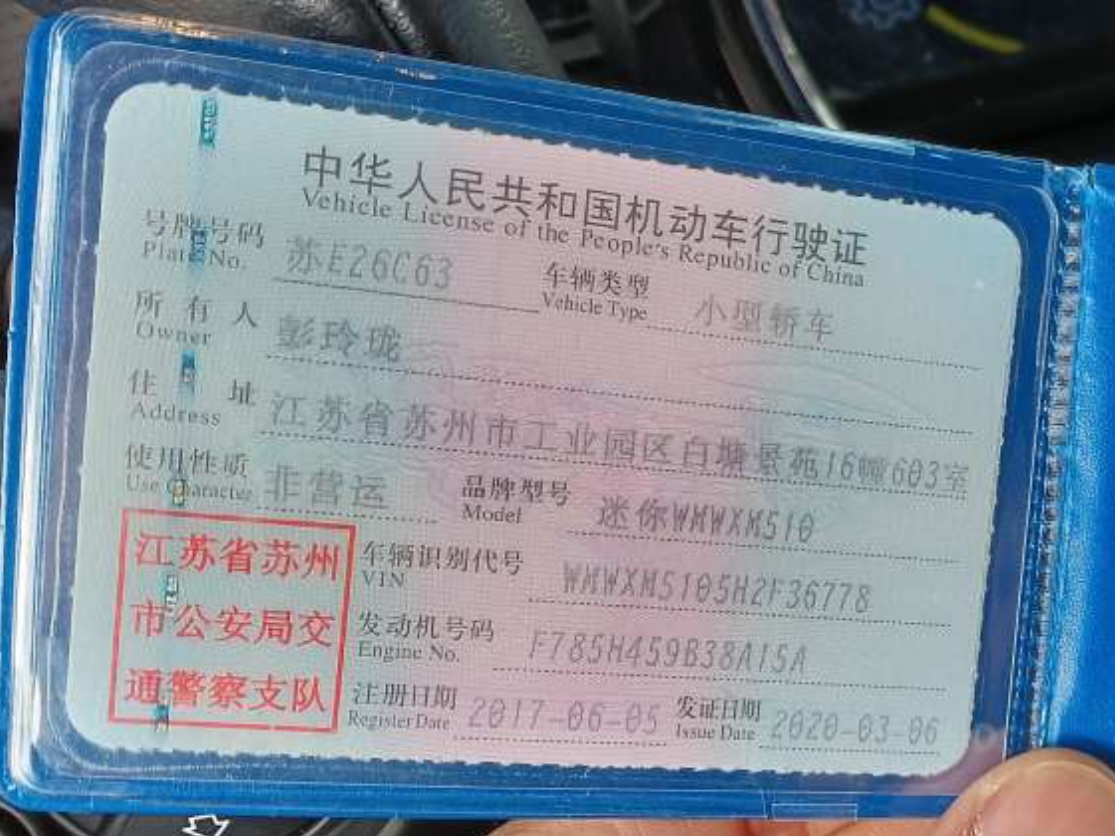 中华人民共和国机动车行驶证
Vehicle License of the People's Republic of China
号牌号码 苏E26C63 车辆类型 小型轿车
Plate No. Vehicle Type
所有人 彭玲珑
Owner
住址 江苏省苏州市工业园区白塘景苑16幢603室
Address
使用性质 非营运 品牌型号 迷你WMWXM510
Use Character Model
江苏省苏州
市公安局交
通警察支队
车辆识别代号 WMWXM5105H2F36778
VIN
发动机号码 F785H459B38A15A
Engine No.
注册日期 2017-06-05 发证日期 2020-03-06
Register Date Issue Date